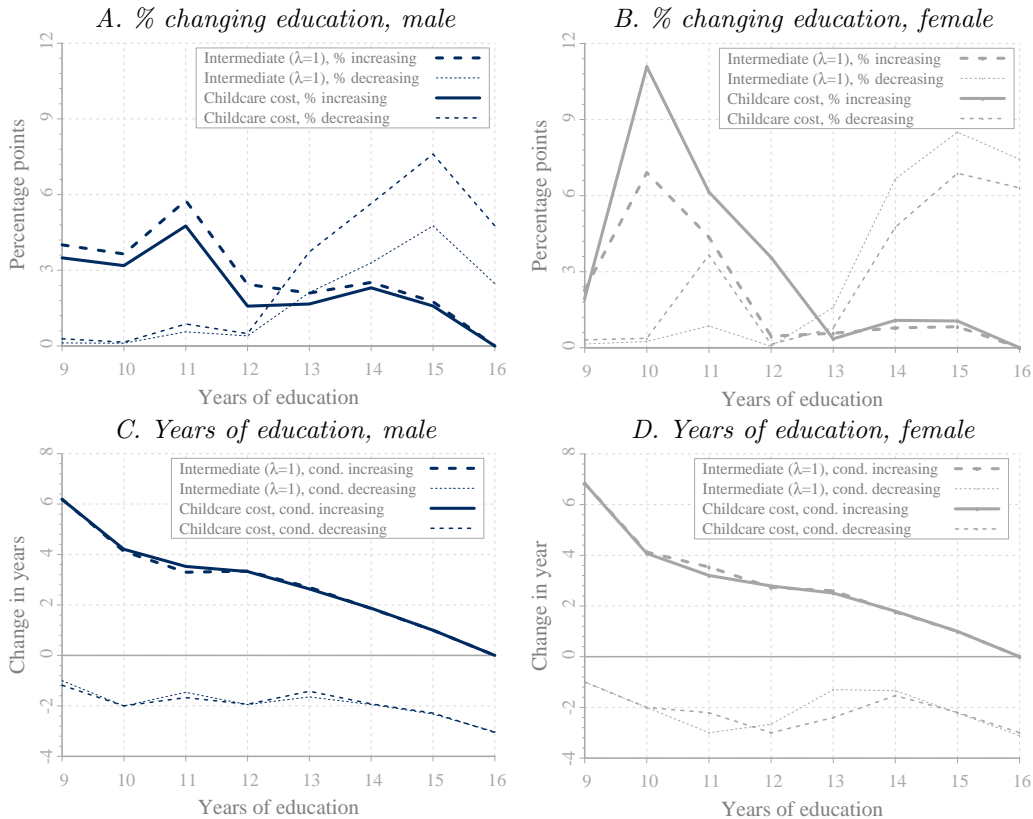 A. % changing education, male
12
9
6
3
0
Percentage points
Intermediate (λ=1), % increasing
Intermediate (λ=1), % decreasing
Childcare cost, % increasing
Childcare cost, % decreasing
9 10 11 12 13 14 15 16
Years of education
B. % changing education, female
12
9
6
3
0
Percentage points
Intermediate (λ=1), % increasing
Intermediate (λ=1), % decreasing
Childcare cost, % increasing
Childcare cost, % decreasing
9 10 11 12 13 14 15 16
Years of education
C. Years of education, male
8
6
4
2
0
-2
-4
Change in years
Intermediate (λ=1), cond. increasing
Intermediate (λ=1), cond. decreasing
Childcare cost, cond. increasing
Childcare cost, cond. decreasing
9 10 11 12 13 14 15 16
Years of education
D. Years of education, female
8
6
4
2
0
-2
-4
Change in year
Intermediate (λ=1), cond. increasing
Intermediate (λ=1), cond. decreasing
Childcare cost, cond. increasing
Childcare cost, cond. decreasing
9 10 11 12 13 14 15 16
Years of education